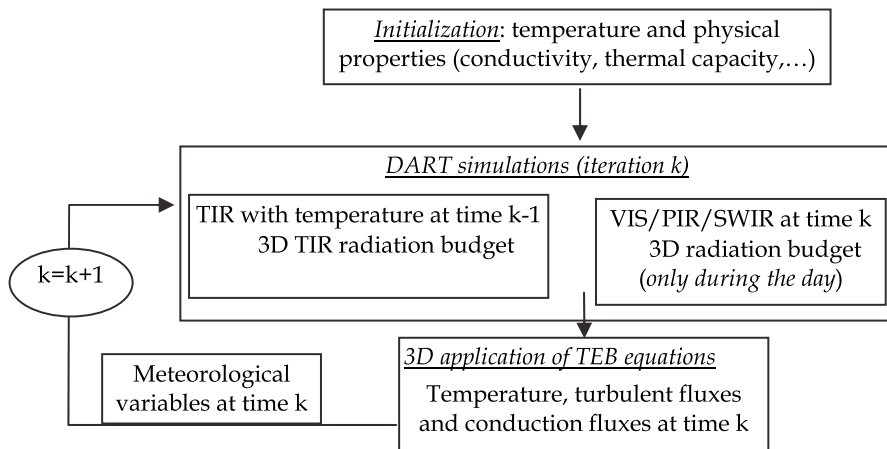 Initialization: temperature and physical
properties (conductivity, thermal capacity,…)
DART simulations (iteration k)
TIR with temperature at time k-1
3D TIR radiation budget
VIS/PIR/SWIR at time k
3D radiation budget
(only during the day)
k=k+1
3D application of TEB equations
Temperature, turbulent fluxes
and conduction fluxes at time k
Meteorological
variables at time k